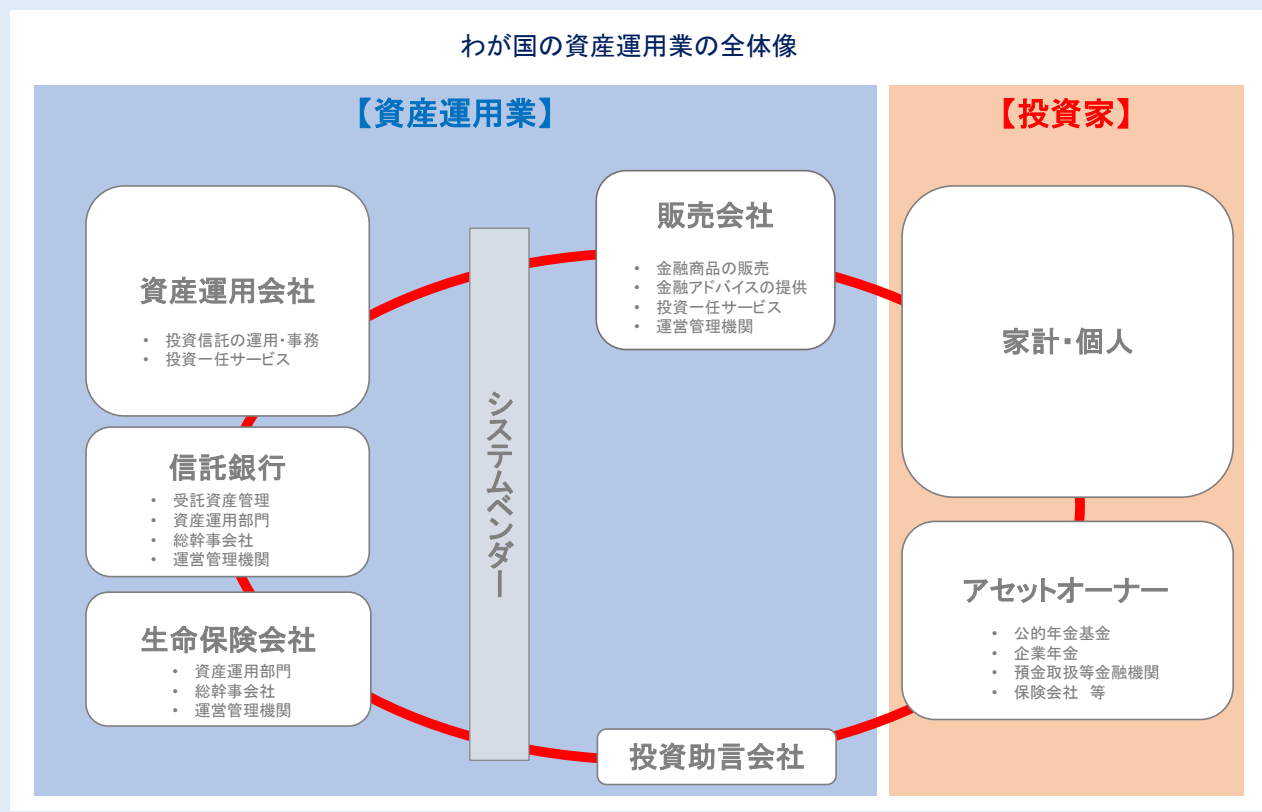 わが国の資産運用業の全体像
【資産運用業】
資産運用会社
・ 投資信託の運用・事務
・ 投資一任サービス
信託銀行
・ 受託資産管理
・ 資産運用部門
・ 総幹事会社
・ 運営管理機関
生命保険会社
・ 資産運用部門
・ 総幹事会社
・ 運営管理機関
システムベンダー
販売会社
・ 金融商品の販売
・ 金融アドバイスの提供
・ 投資一任サービス
・ 運営管理機関
投資助言会社
【投資家】
家計・個人
アセットオーナー
・ 公的年金基金
・ 企業年金
・ 預金取扱等金融機関
・ 保険会社 等